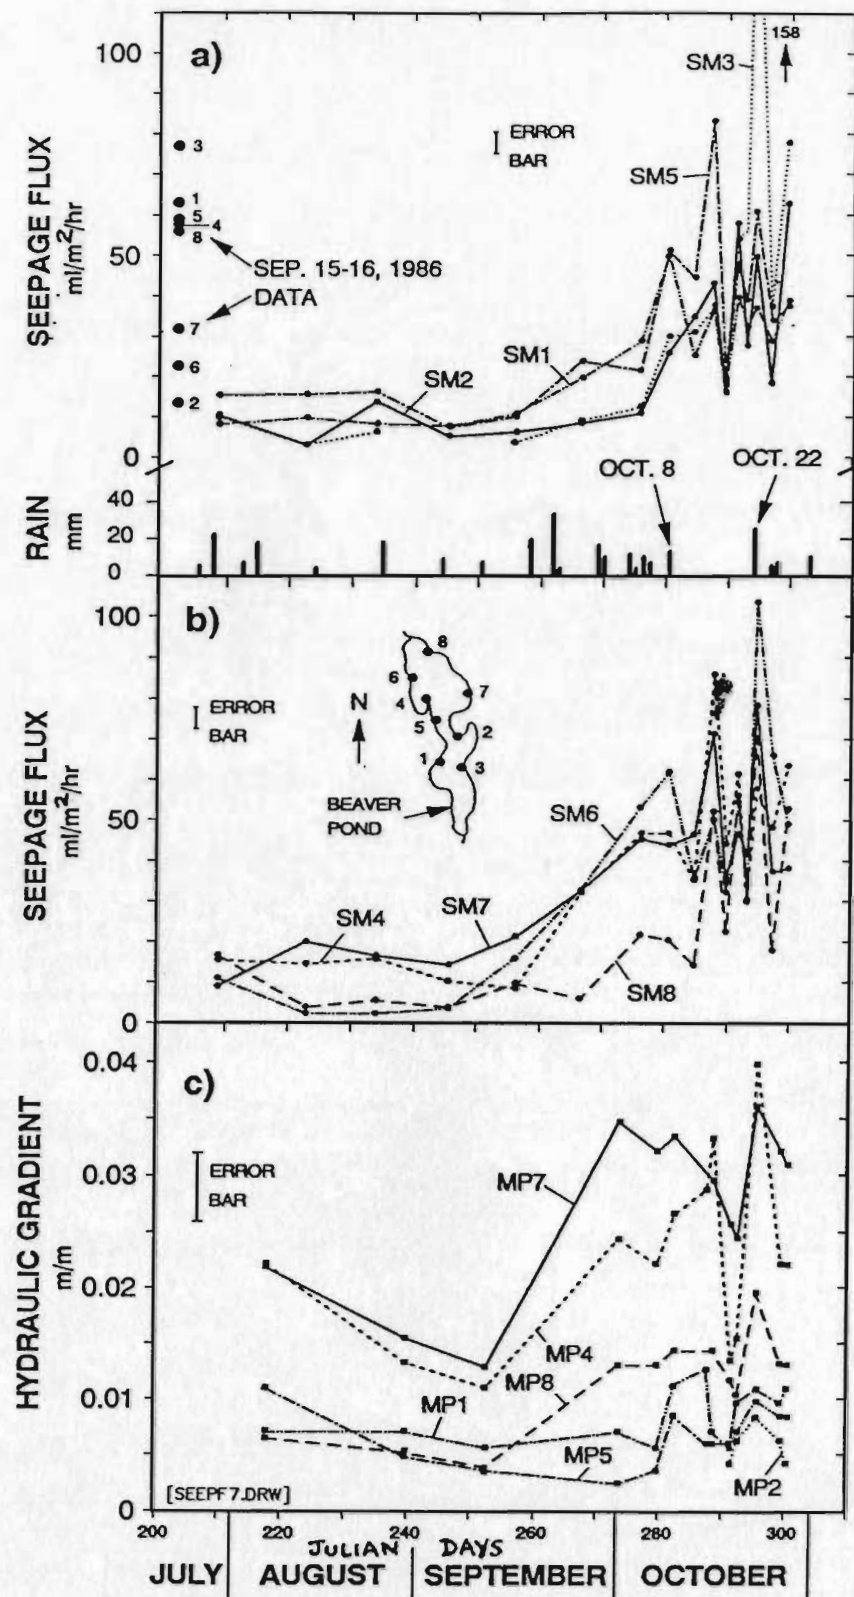 a)
100
50
0
SEEPAGE FLUX
ml/m²/hr
3
1
5
4
8
7
6
2
SEP. 15-16, 1986
DATA
ERROR
BAR
SM3
158
SM5
SM1
SM2
RAIN
mm
40
20
0
OCT. 8
OCT. 22
b)
100
50
0
SEEPAGE FLUX
ml/m²/hr
ERROR
BAR
N
8
6
4
7
5
2
1
3
BEAVER
POND
SM6
SM4
SM7
SM8
c)
0.04
0.03
0.02
0.01
0
HYDRAULIC GRADIENT
m/m
ERROR
BAR
MP7
MP4
MP8
MP1
MP5
MP2
[SEEPF7.DRW]
200
220
240
260
280
300
JULIAN DAYS
JULY
AUGUST
SEPTEMBER
OCTOBER